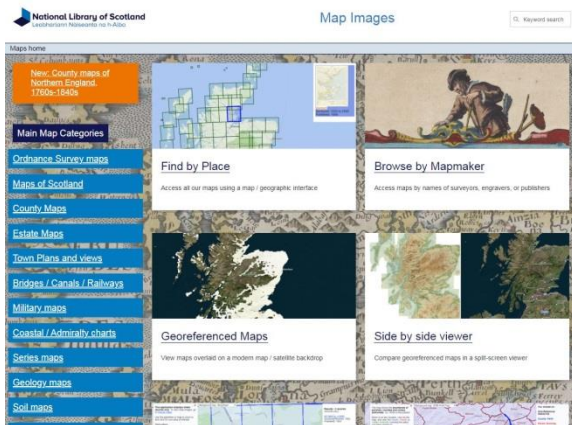 National Library of Scotland
Leabharlann Nàiseanta na h-Alba
Map Images
Keyword search
Maps home
New: County maps of
Northern England,
1760s-1840s
Main Map Categories
Ordnance Survey maps
Maps of Scotland
County Maps
Estate Maps
Town Plans and views
Bridges / Canals / Railways
Military maps
Coastal / Admiralty charts
Series maps
Geology maps
Soil maps
Find by Place
Access all our maps using a map / geographic interface
Browse by Mapmaker
Access maps by names of surveyors, engravers, or publishers
Georeferenced Maps
View maps overlaid on a modern map / satellite backdrop
Side by side viewer
Compare georeferenced maps in a split-screen viewer